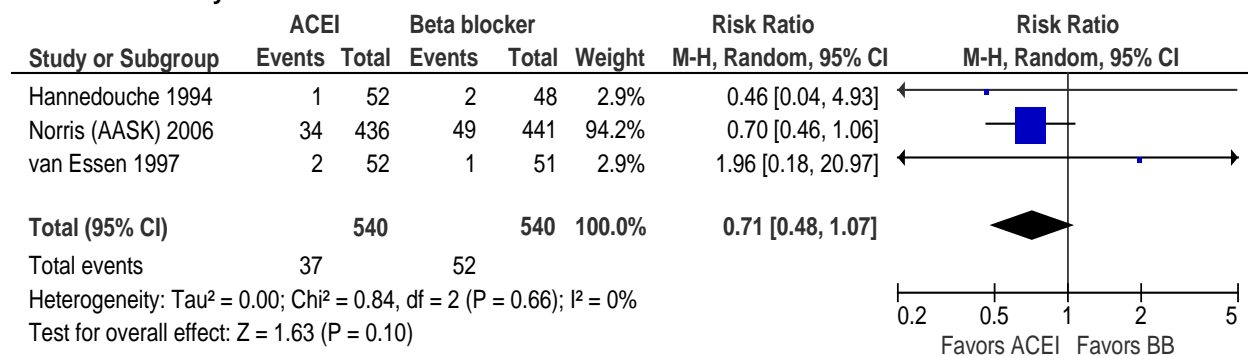 ACEI Beta blocker Risk Ratio Risk Ratio
Study or Subgroup Events Total Events Total Weight M-H, Random, 95% CI M-H, Random, 95% CI
Hannedouche 1994 1 52 2 48 2.9% 0.46 [0.04, 4.93]
Norris (AASK) 2006 34 436 49 441 94.2% 0.70 [0.46, 1.06]
van Essen 1997 2 52 1 51 2.9% 1.96 [0.18, 20.97]
Total (95% CI) 540 540 100.0% 0.71 [0.48, 1.07]
Total events 37 52
Heterogeneity: Tau² = 0.00; Chi² = 0.84, df = 2 (P = 0.66); I² = 0%
Test for overall effect: Z = 1.63 (P = 0.10)
0.2 0.5 1 2 5
Favors ACEI Favors BB